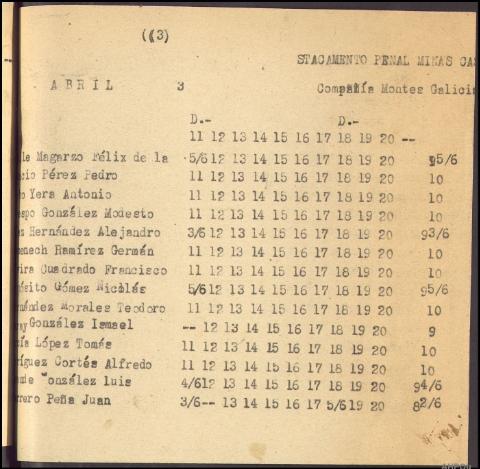 ((3)
STACAMENTO PENAL MINAS CAS
ABRIL 3 Compañía Montes Galicia
D.- D.-
11 12 13 14 15 16 17 18 19 20 --
le Magarzo Félix de la 5/6 12 13 14 15 16 17 18 19 20 95/6
cio Pérez Pedro 11 12 13 14 15 16 17 18 19 20 10
Yera Antonio 11 12 13 14 15 16 17 18 19 20 10
espo González Modesto 11 12 13 14 15 16 17 18 19 20 10
ez Hernández Alejandro 3/6 12 13 14 15 16 17 18 19 20 93/6
menech Ramírez Germán 11 12 13 14 15 16 17 18 19 20 10
eira Cuadrado Francisco 11 12 13 14 15 16 17 18 19 20 10
ósito Gómez Nicolás 5/6 12 13 14 15 16 17 18 19 20 95/6
rnández Morales Teodoro 11 12 13 14 15 16 17 18 19 20 10
González Ismael -- 12 13 14 15 16 17 18 19 20 9
cía López Tomás 11 12 13 14 15 16 17 18 19 20 10
ríguez Cortés Alfredo 11 12 13 14 15 16 17 18 19 20 10
González luis 4/6 12 13 14 15 16 17 18 19 20 94/6
rrero Peña Juan 3/6 -- 13 14 15 16 17 5/6 19 20 82/6